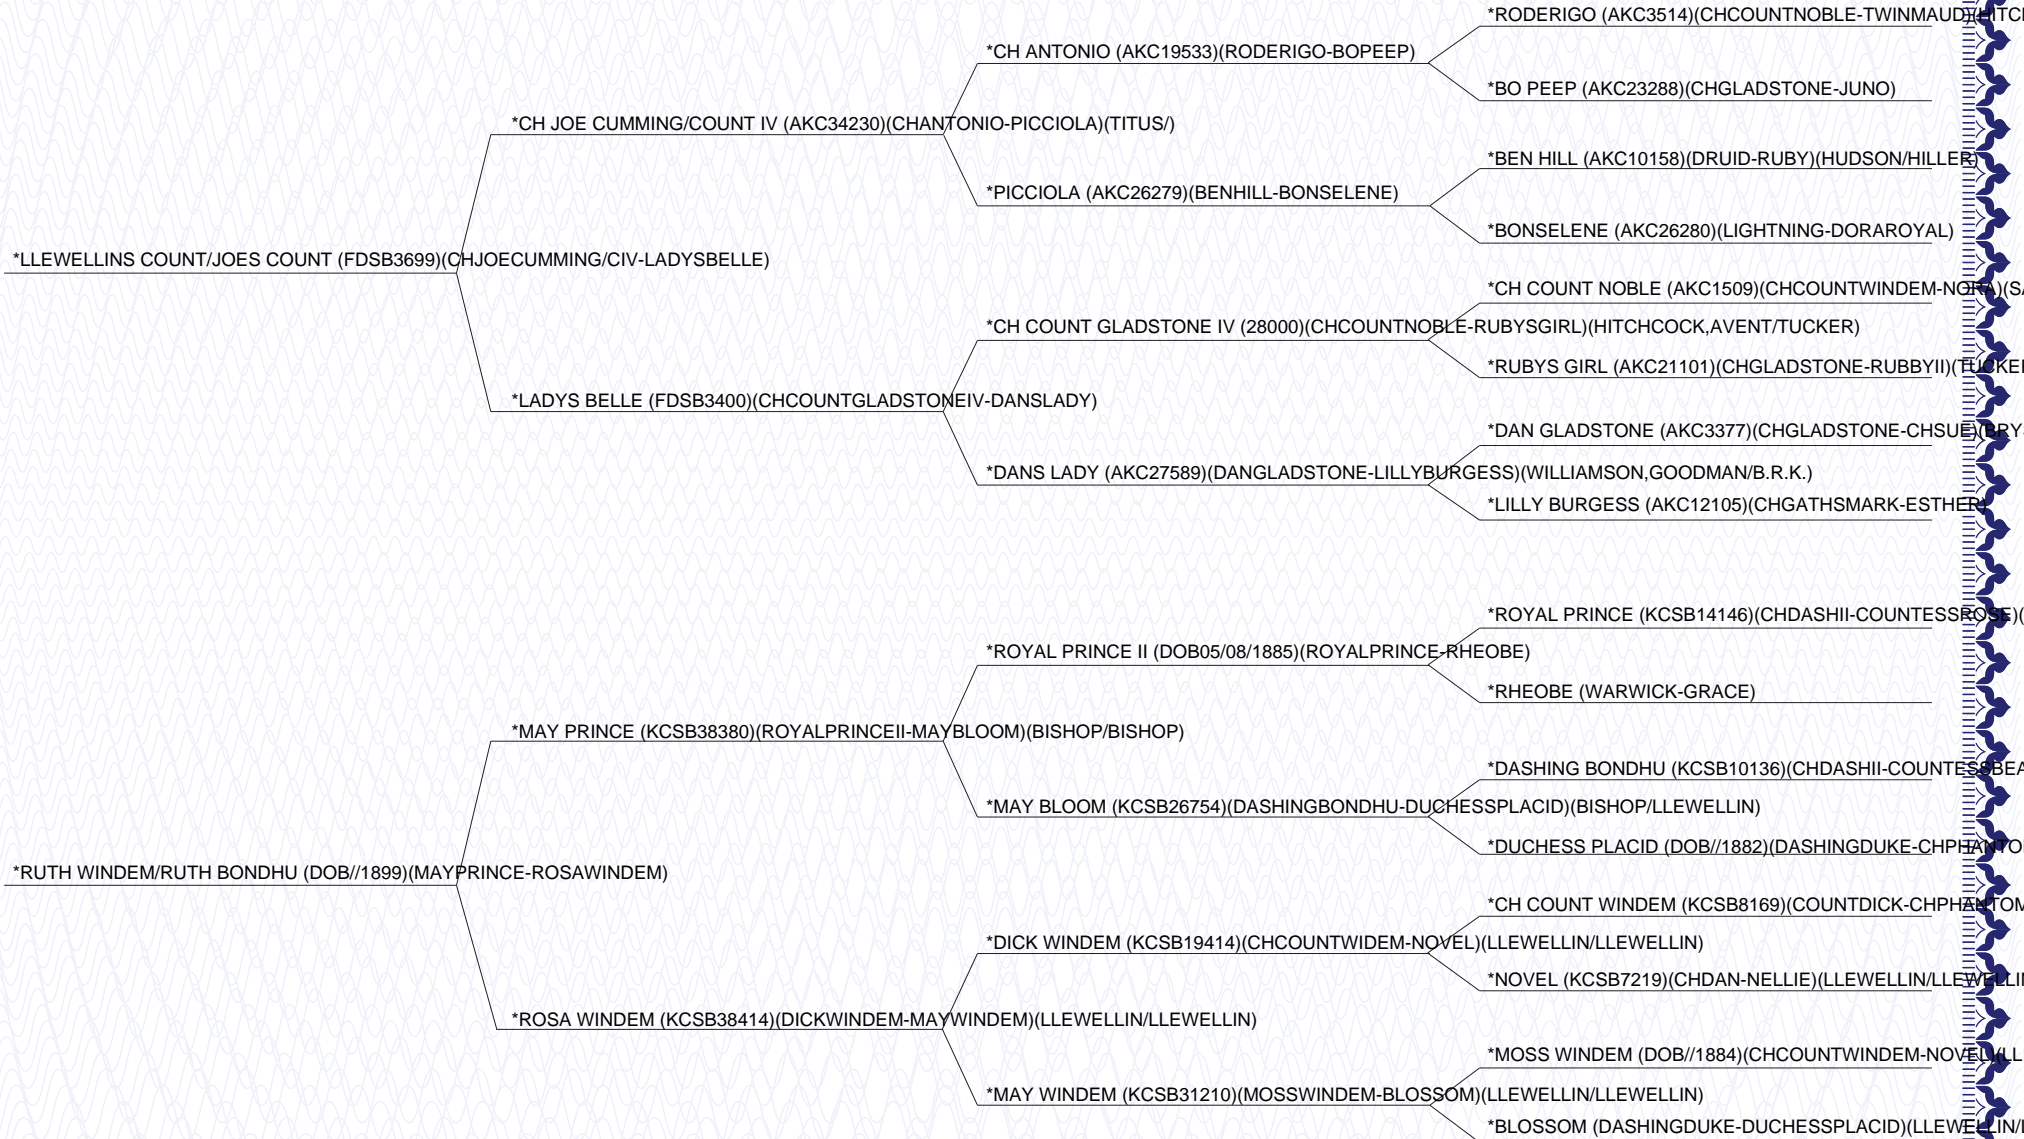 *RODERIGO (AKC3514)(CHCOUNTNOBLE-TWINMAUD)
*CH ANTONIO (AKC19533)(RODERIGO-BOPEEP)
*BO PEEP (AKC23288)(CHGLADSTONE-JUNO)
*CH JOE CUMMING/COUNT IV (AKC34230)(CHANTONIO-PICCIOLA)(TITUS/)
*BEN HILL (AKC10158)(DRUID-RUBY)(HUDSON/HILLER)
*PICCIOLA (AKC26279)(BENHILL-BONSELENE)
*BONSELENE (AKC26280)(LIGHTNING-DORAROYAL)
*LLEWELLINS COUNT/JOES COUNT (FDSB3699)(CHJOECUMMING/CIV-LADYSBELLE)
*CH COUNT NOBLE (AKC1509)(CHCOUNTWINDEM-NORA)(SA
*CH COUNT GLADSTONE IV (28000)(CHCOUNTNOBLE-RUBYSGIRL)(HITCHCOCK,AVENT/TUCKER)
*RUBYS GIRL (AKC21101)(CHGLADSTONE-RUBBYII)(TUCKE
*LADYS BELLE (FDSB3400)(CHCOUNTGLADSTONEIV-DANSLADY)
*DAN GLADSTONE (AKC3377)(CHGLADSTONE-CHSUE)(BRY
*DANS LADY (AKC27589)(DANGLADSTONE-LILLYBURGESS)(WILLIAMSON,GOODMAN/B.R.K.)
*LILLY BURGESS (AKC12105)(CHGATHSMARK-ESTHER)
*ROYAL PRINCE (KCSB14146)(CHDASHII-COUNTESSROSE)(
*ROYAL PRINCE II (DOB05/08/1885)(ROYALPRINCE-RHEOBE)
*RHEOBE (WARWICK-GRACE)
*MAY PRINCE (KCSB38380)(ROYALPRINCEII-MAYBLOOM)(BISHOP/BISHOP)
*DASHING BONDHU (KCSB10136)(CHDASHII-COUNTESSBEA
*MAY BLOOM (KCSB26754)(DASHINGBONDHU-DUCHESSPLACID)(BISHOP/LLEWELLIN)
*DUCHESS PLACID (DOB//1882)(DASHINGDUKE-CHPHANTO
*RUTH WINDEM/RUTH BONDHU (DOB//1899)(MAYPRINCE-ROSAWINDEM)
*CH COUNT WINDEM (KCSB8169)(COUNTDICK-CHPHANTOM
*DICK WINDEM (KCSB19414)(CHCOUNTWIDEM-NOVEL)(LLEWELLIN/LLEWELLIN)
*NOVEL (KCSB7219)(CHDAN-NELLIE)(LLEWELLIN/LLEWELLIN
*ROSA WINDEM (KCSB38414)(DICKWINDEM-MAYWINDEM)(LLEWELLIN/LLEWELLIN)
*MOSS WINDEM (DOB//1884)(CHCOUNTWINDEM-NOVEL)(LL
*MAY WINDEM (KCSB31210)(MOSSWINDEM-BLOSSOM)(LLEWELLIN/LLEWELLIN)
*BLOSSOM (DASHINGDUKE-DUCHESSPLACID)(LLEWELLIN/